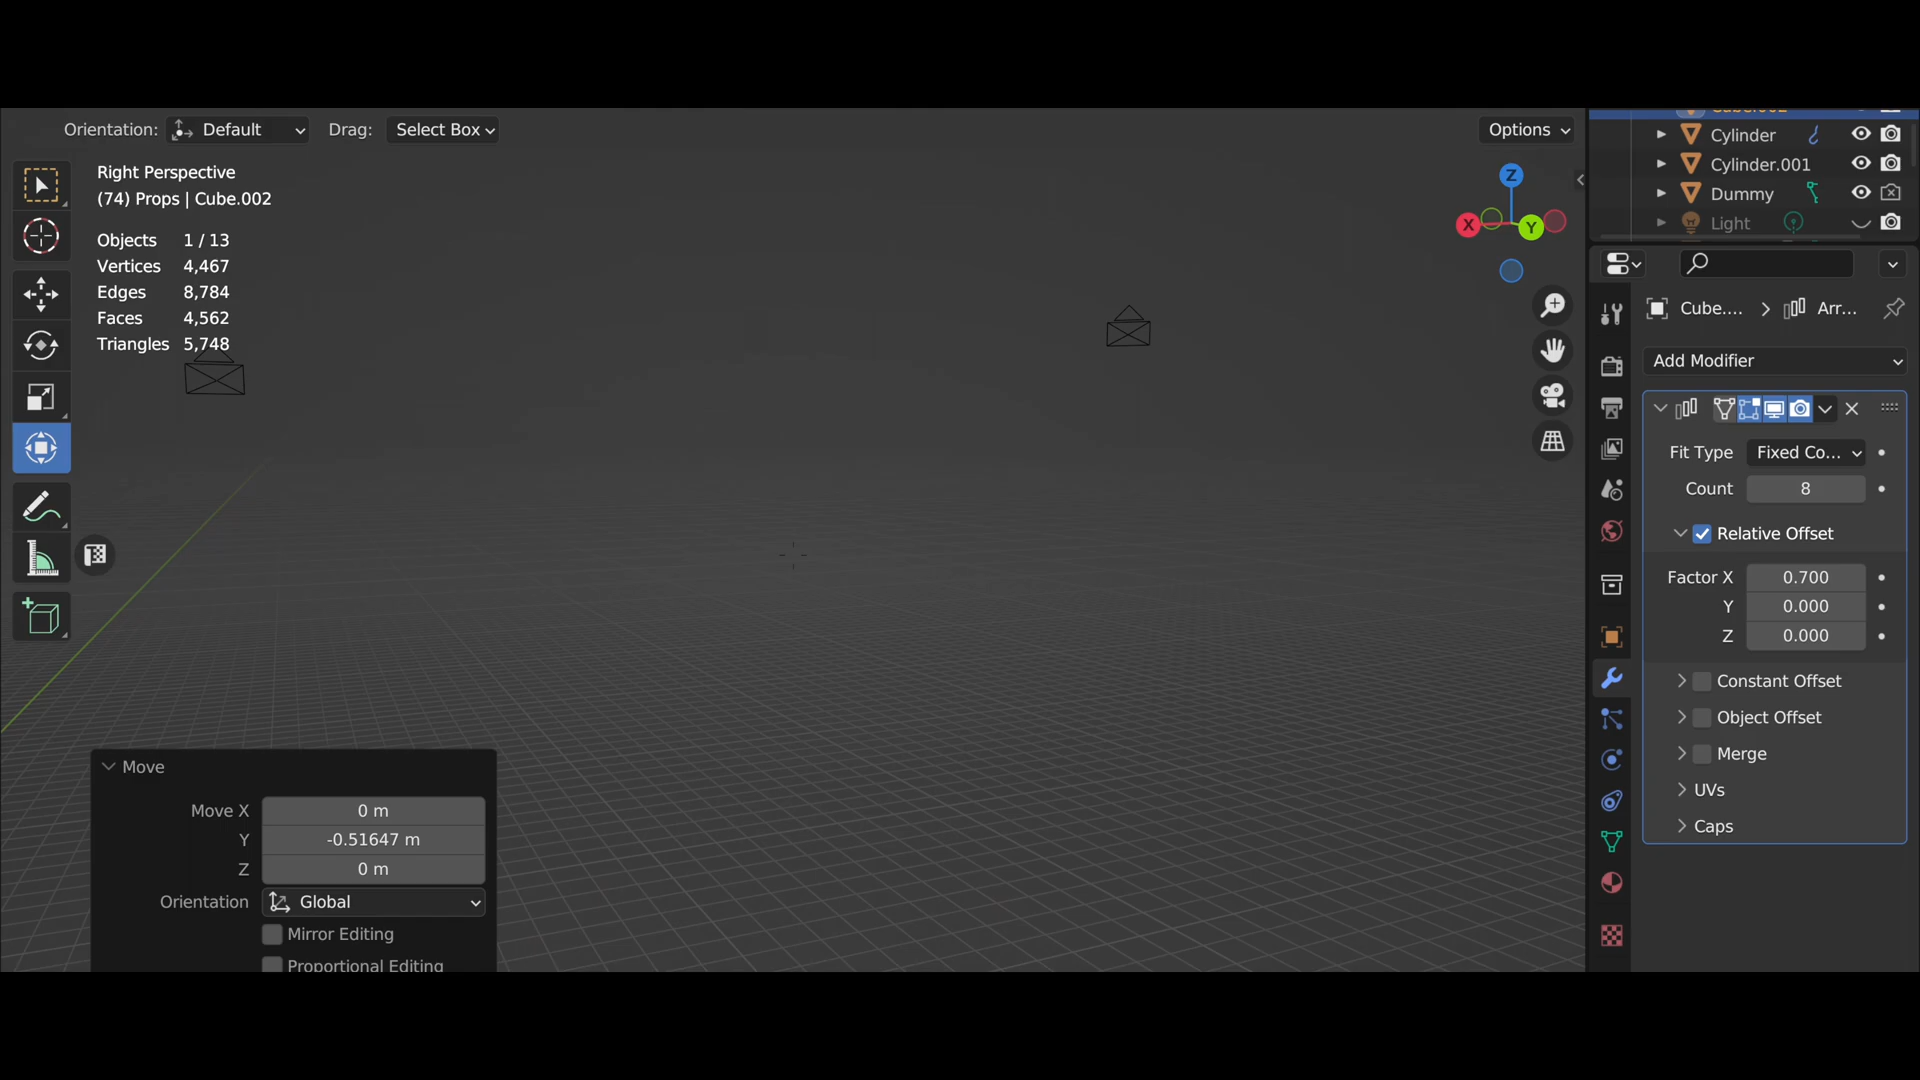 Orientation: Default Drag: Select Box Options
Right Perspective
(74) Props | Cube.002
Objects 1 / 13
Vertices 4,467
Edges 8,784
Faces 4,562
Triangles 5,748
Z
X
Y
Move
Move X 0 m
Y -0.51647 m
Z 0 m
Orientation Global
Mirror Editing
Proportional Editing
Cube.002
Cylinder
Cylinder.001
Dummy
Light
Cube.... Arr...
Add Modifier
Fit Type Fixed Co...
Count 8
Relative Offset
Factor X 0.700
Y 0.000
Z 0.000
Constant Offset
Object Offset
Merge
UVs
Caps